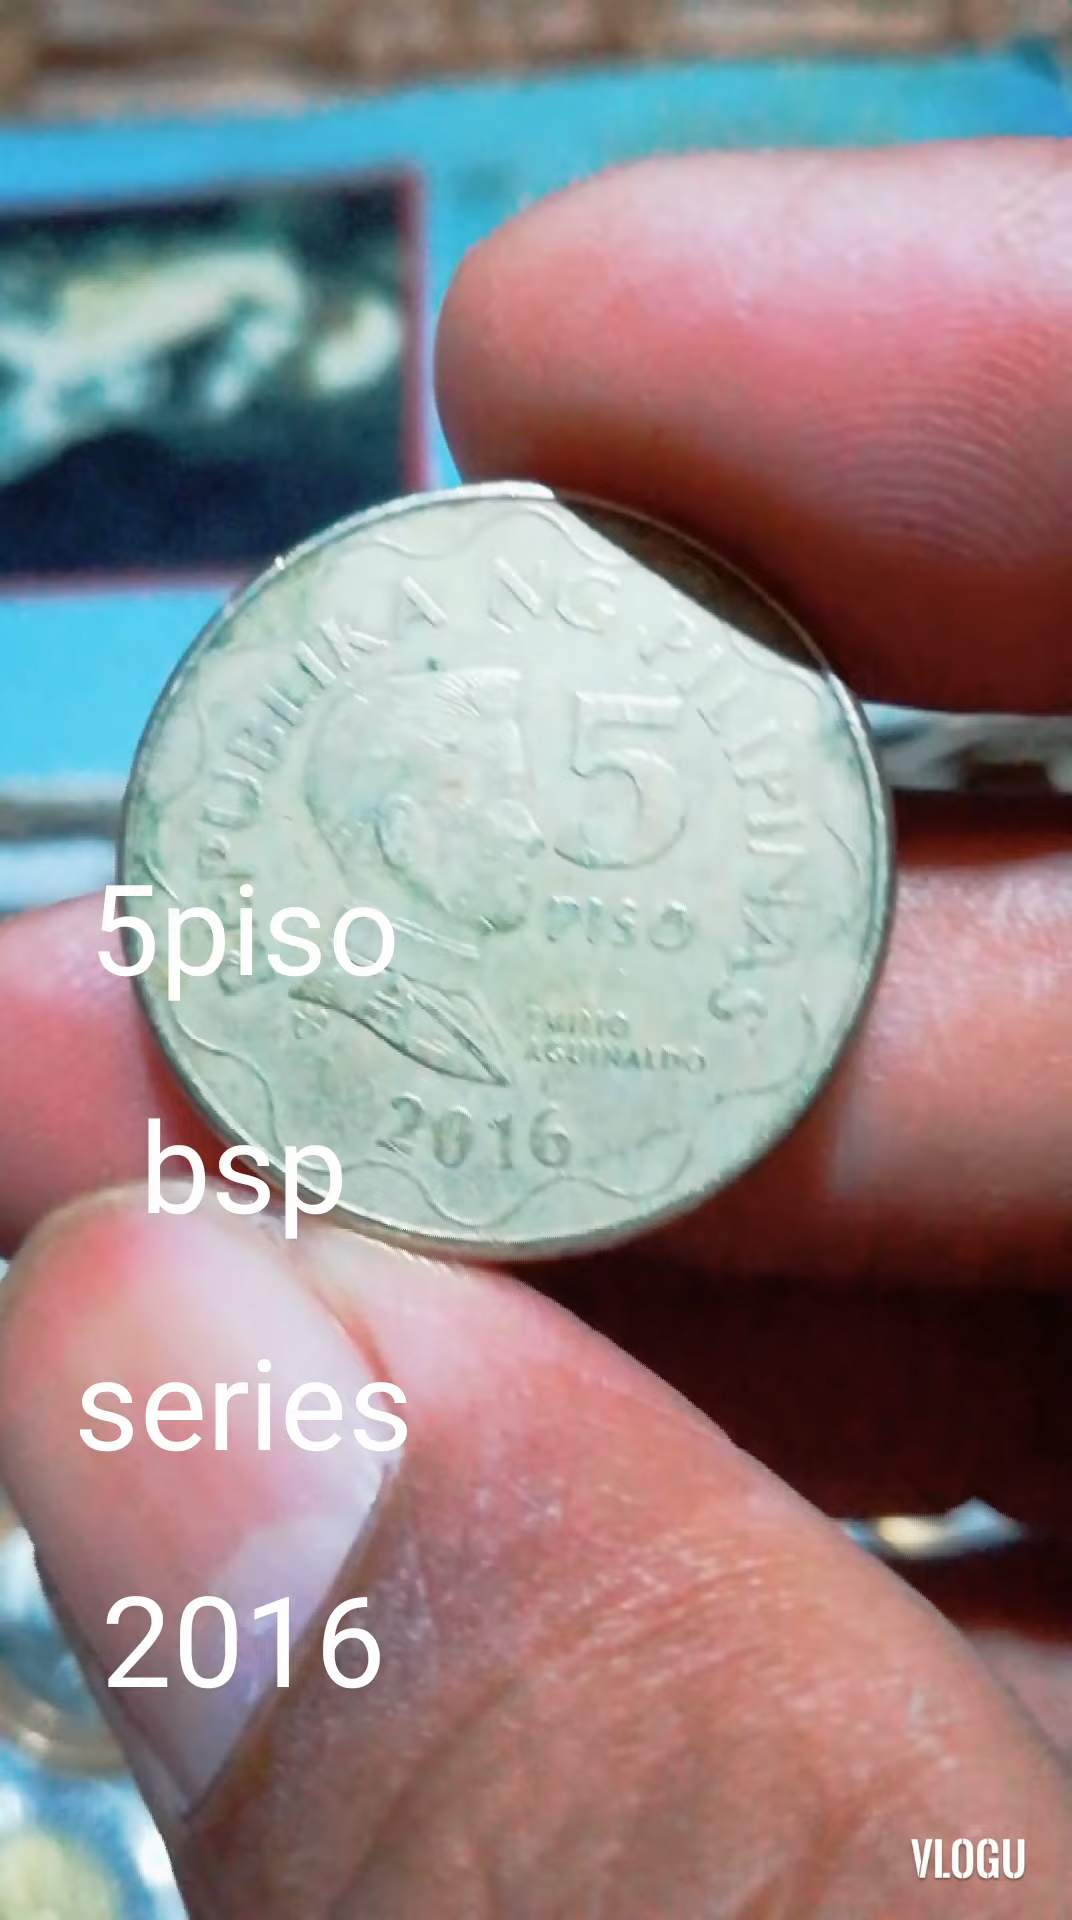 REPUBLIKA NG PILIPINAS
5
PISO
EMILIO
AGUINALDO
2016
5piso
bsp
series
2016
VLOGU